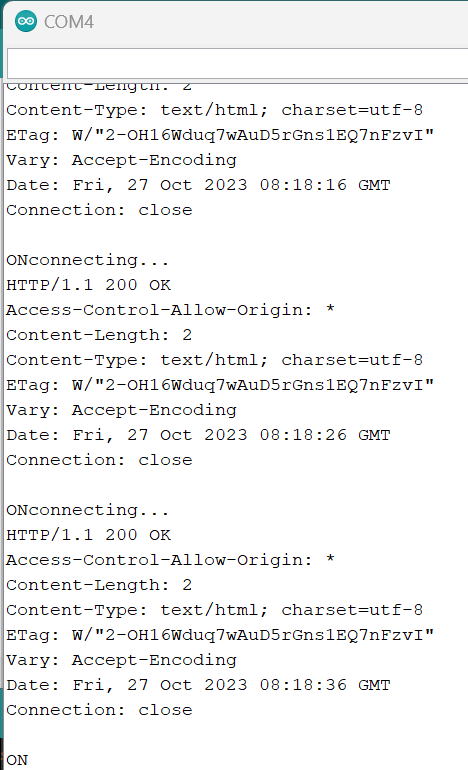 COM4
Content-Length: 2
Content-Type: text/html; charset=utf-8
ETag: W/"2-OH16Wduq7wAuD5rGns1EQ7nFzvI"
Vary: Accept-Encoding
Date: Fri, 27 Oct 2023 08:18:16 GMT
Connection: close
ONconnecting...
HTTP/1.1 200 OK
Access-Control-Allow-Origin: *
Content-Length: 2
Content-Type: text/html; charset=utf-8
ETag: W/"2-OH16Wduq7wAuD5rGns1EQ7nFzvI"
Vary: Accept-Encoding
Date: Fri, 27 Oct 2023 08:18:26 GMT
Connection: close
ONconnecting...
HTTP/1.1 200 OK
Access-Control-Allow-Origin: *
Content-Length: 2
Content-Type: text/html; charset=utf-8
ETag: W/"2-OH16Wduq7wAuD5rGns1EQ7nFzvI"
Vary: Accept-Encoding
Date: Fri, 27 Oct 2023 08:18:36 GMT
Connection: close
ON